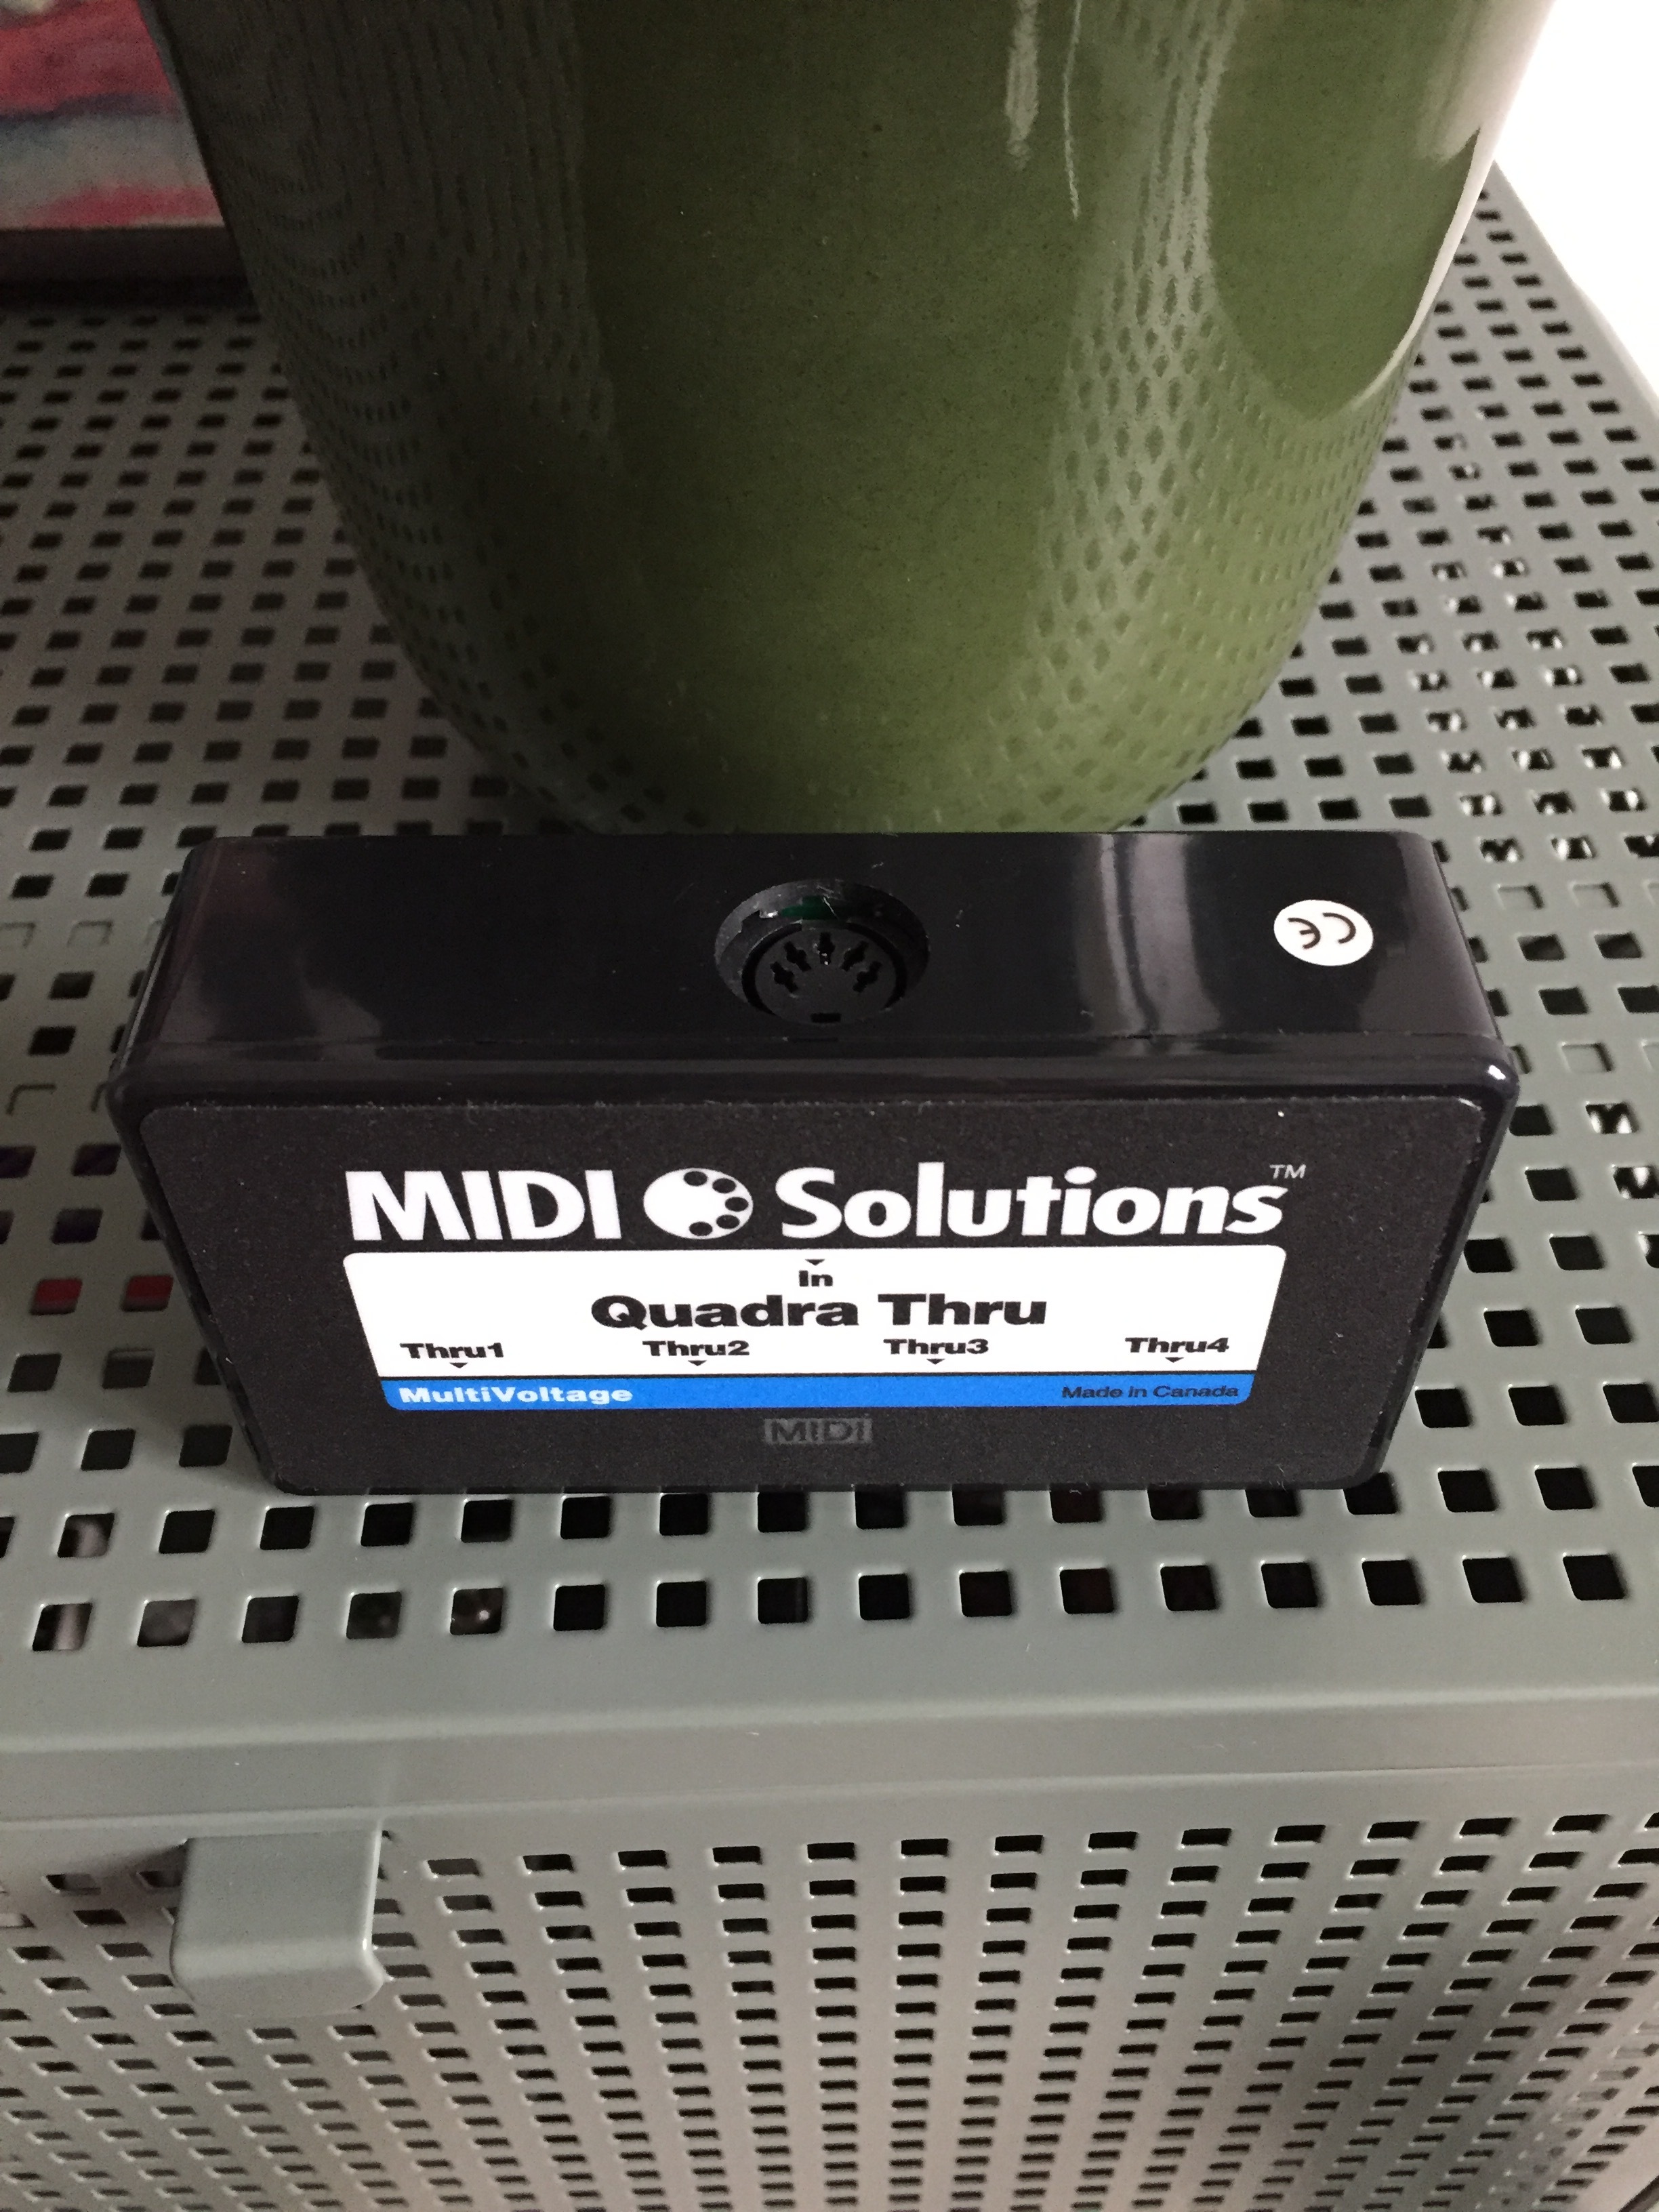 CE
MIDI Solutions™
In
Quadra Thru
Thru1 Thru2 Thru3 Thru4
MultiVoltage Made in Canada
MIDI